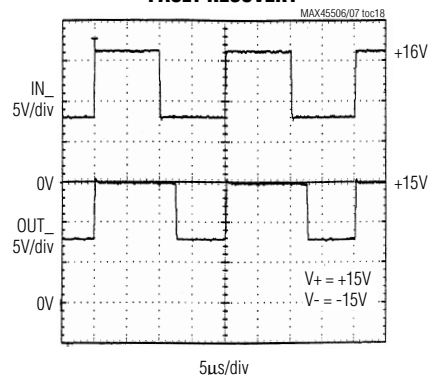 FAULT RECOVERY
MAX45506/07 toc18
+16V
IN_
5V/div
0V
+15V
OUT_
5V/div
V+ = +15V
V- = -15V
0V
5µs/div